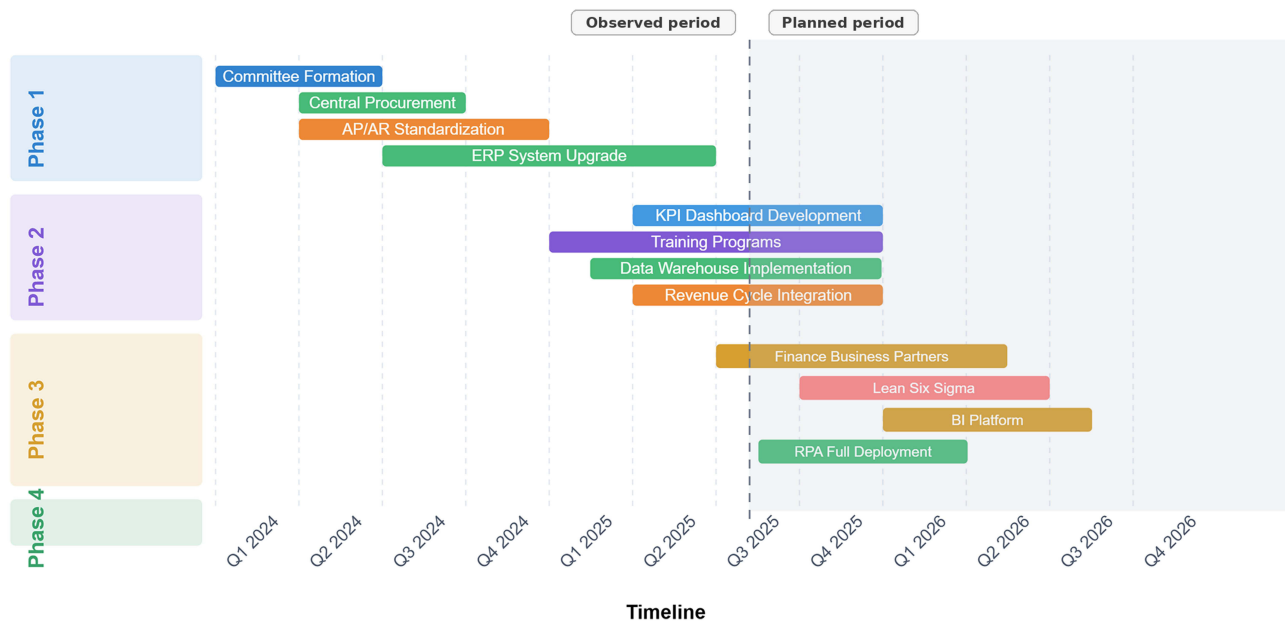 Observed period
Planned period
Phase 1
Committee Formation
Central Procurement
AP/AR Standardization
ERP System Upgrade
Phase 2
KPI Dashboard Development
Training Programs
Data Warehouse Implementation
Revenue Cycle Integration
Phase 3
Finance Business Partners
Lean Six Sigma
BI Platform
RPA Full Deployment
Phase 4
Q1 2024
Q2 2024
Q3 2024
Q4 2024
Q1 2025
Q2 2025
Q3 2025
Q4 2025
Q1 2026
Q2 2026
Q3 2026
Q4 2026
Timeline